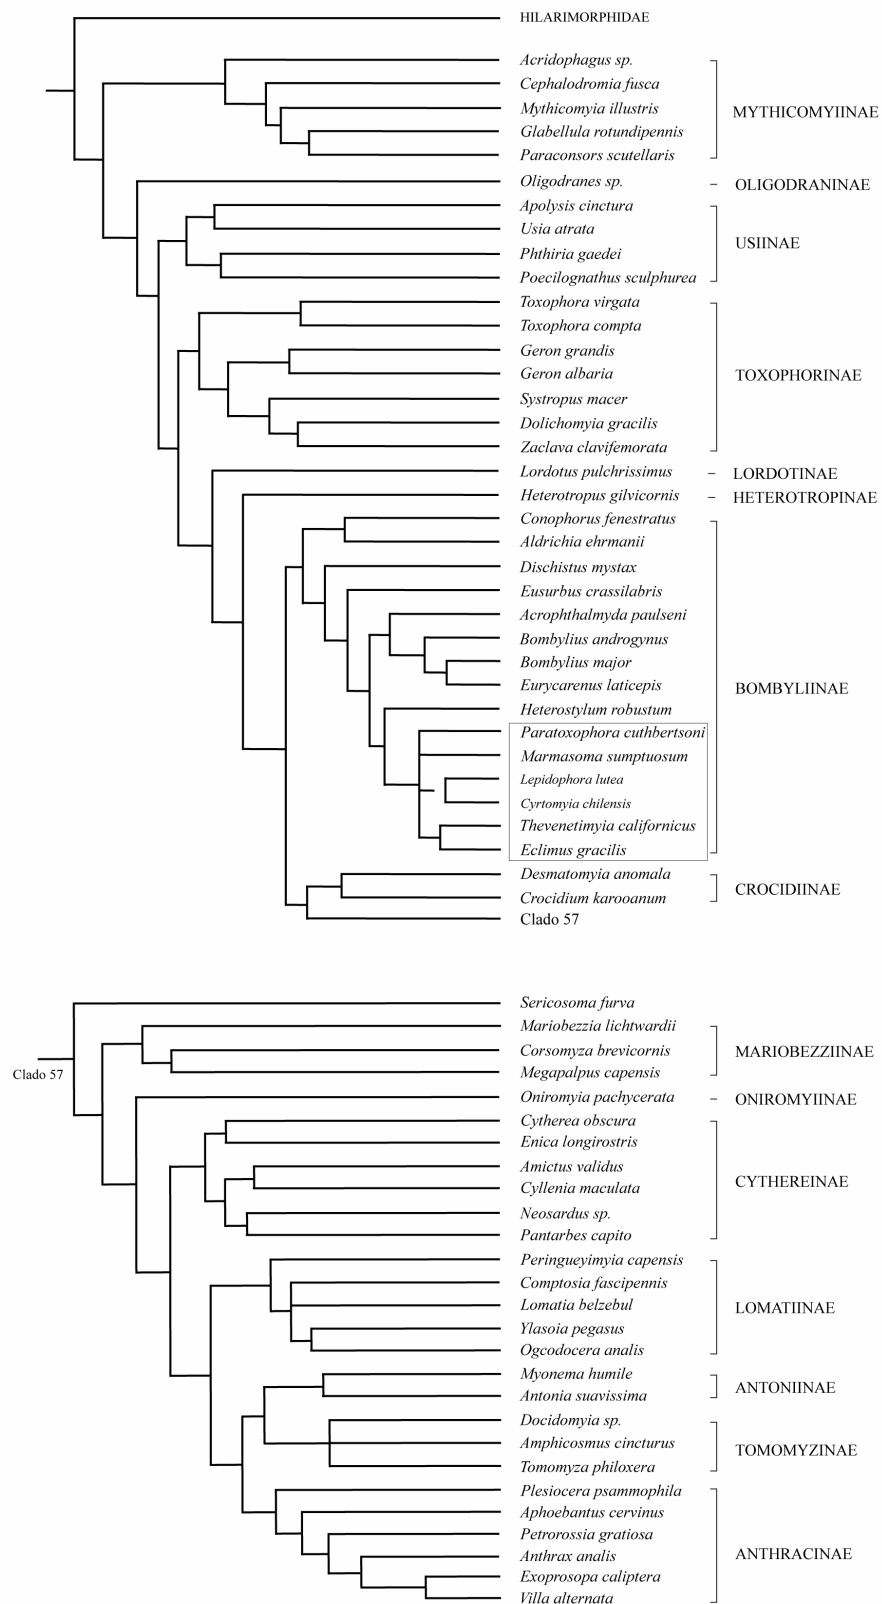 HILARIMORPHIDAE
Acridophagus sp.
Cephalodromia fusca
Mythicomyia illustris
MYTHICOMYIINAE
Glabellula rotundipennis
Paraconsors scutellaris
Oligodranes sp.
OLIGODRANINAE
Apolysis cinctura
Usia atrata
USIINAE
Phthiria gaedei
Poecilognathus sculphurea
Toxophora virgata
Toxophora compta
Geron grandis
Geron albaria
TOXOPHORINAE
Systropus macer
Dolichomyia gracilis
Zaclava clavifemorata
Lordotus pulchrissimus
LORDOTINAE
Heterotropus gilvicornis
HETEROTROPINAE
Conophorus fenestratus
Aldrichia ehrmanii
Dischistus mystax
Eusurbus crassilabris
Acrophthalmyda paulseni
Bombylius androgynus
Bombylius major
Eurycarenus laticepis
BOMBYLIINAE
Heterostylum robustum
Paratoxophora cuthbertsoni
Marmasoma sumptuosum
Lepidophora lutea
Cyrtomyia chilensis
Thevenetimyia californicus
Eclimus gracilis
Desmatomyia anomala
CROCIDIINAE
Crocidium karooanum
Clado 57
Sericosoma furva
Mariobezzia lichtwardii
Corsomyza brevicornis
MARIOBEZZIINAE
Megapalpus capensis
Clado 57
Oniromyia pachycerata
ONIROMYIINAE
Cytherea obscura
Enica longirostris
Amictus validus
CYTHEREINAE
Cyllenia maculata
Neosardus sp.
Pantarbes capito
Peringueyimyia capensis
Comptosia fascipennis
Lomatia belzebul
LOMATIINAE
Ylasoia pegasus
Ogcodocera analis
Myonema humile
ANTONIINAE
Antonia suavissima
Docidomyia sp.
Amphicosmus cincturus
TOMOMYZINAE
Tomomyza philoxera
Plesiocera psammophila
Aphoebantus cervinus
Petrorossia gratiosa
Anthrax analis
ANTHRACINAE
Exoprosopa caliptera
Villa alternata